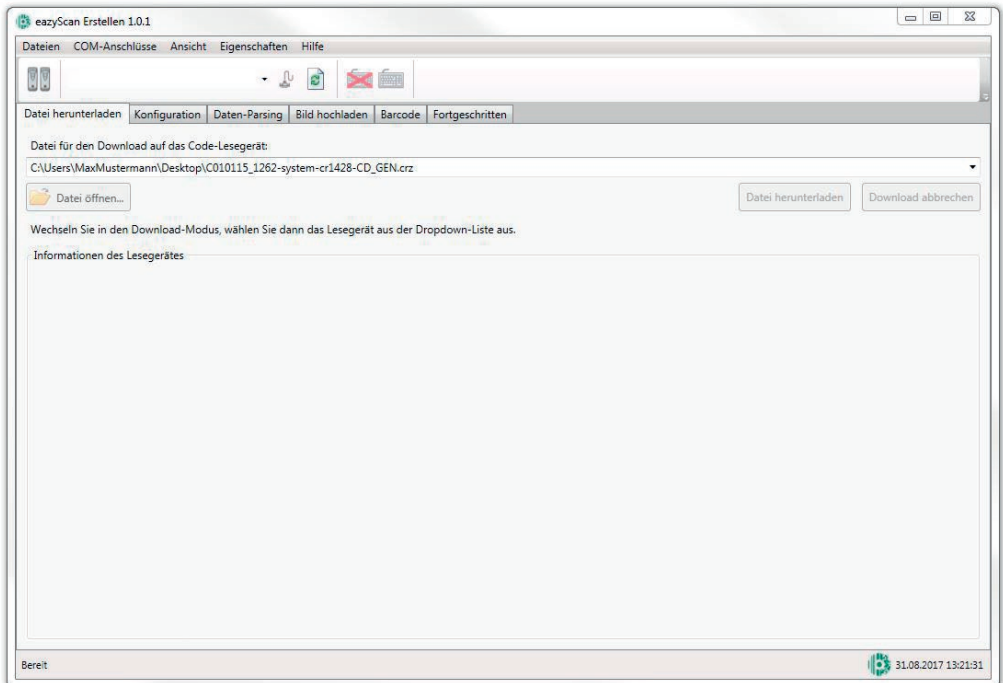 eazyScan Erstellen 1.0.1
Dateien COM-Anschlüsse Ansicht Eigenschaften Hilfe
Datei herunterladen Konfiguration Daten-Parsing Bild hochladen Barcode Fortgeschritten
Datei für den Download auf das Code-Lesegerät:
C:\Users\MaxMustermann\Desktop\C010115_1262-system-cr1428-CD_GEN.crz
Datei öffnen... Datei herunterladen Download abbrechen
Wechseln Sie in den Download-Modus, wählen Sie dann das Lesegerät aus der Dropdown-Liste aus.
Informationen des Lesegerätes
Bereit 31.08.2017 13:21:31